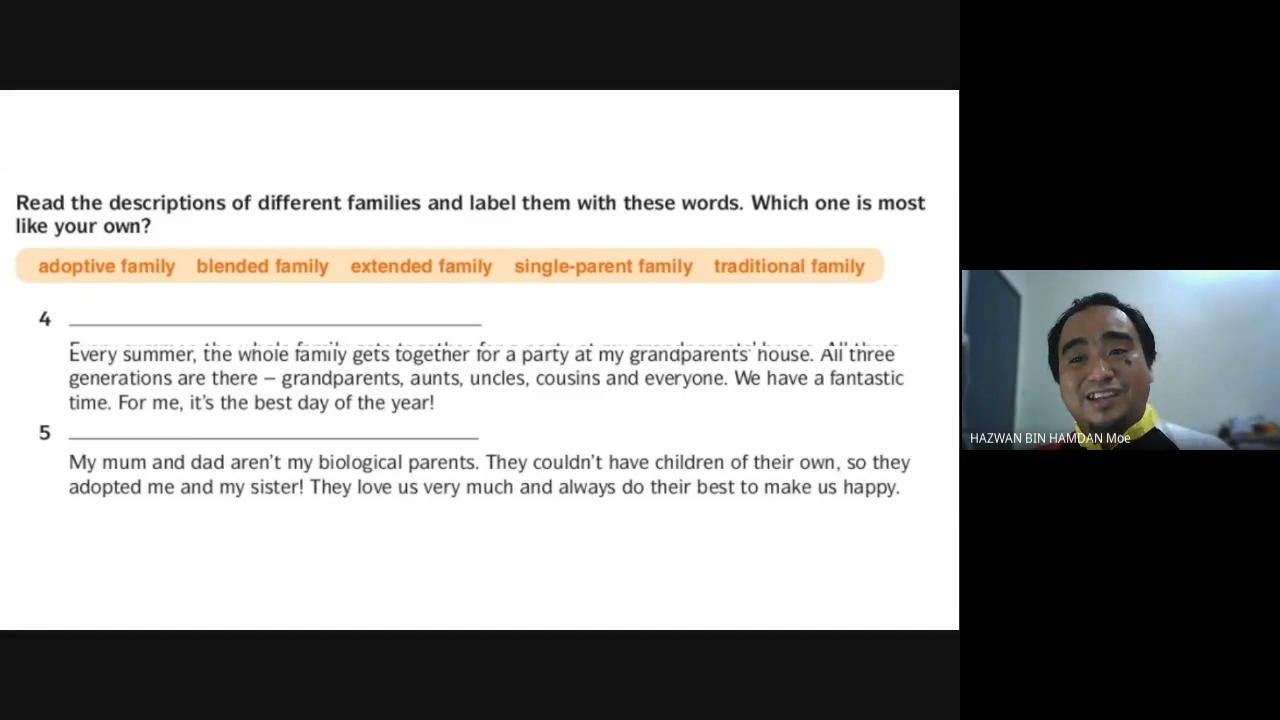 Read the descriptions of different families and label them with these words. Which one is most
like your own?
adoptive family blended family extended family single-parent family traditional family
4
Every summer, the whole family gets together for a party at my grandparents' house. All three
generations are there – grandparents, aunts, uncles, cousins and everyone. We have a fantastic
time. For me, it's the best day of the year!
5
My mum and dad aren't my biological parents. They couldn't have children of their own, so they
adopted me and my sister! They love us very much and always do their best to make us happy.
HAZWAN BIN HAMDAN Moe